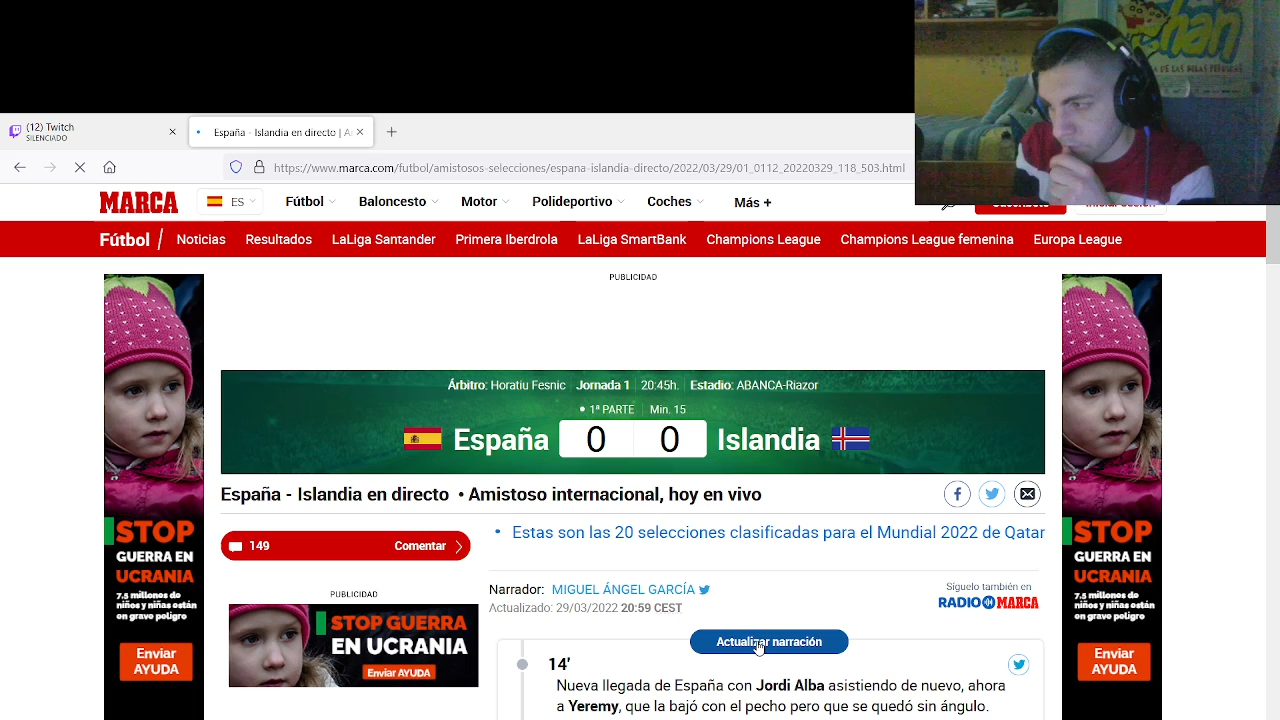 han
A DE LAS BOLAS PERDIDAS
(12) Twitch
SILENCIADO
España - Islandia en directo | A
https://www.marca.com/futbol/amistosos-selecciones/espana-islandia-directo/2022/03/29/01_0112_20220329_118_503.html
MARCA
ES
Fútbol
Baloncesto
Motor
Polideportivo
Coches
Más +
Fútbol
Noticias
Resultados
LaLiga Santander
Primera Iberdrola
LaLiga SmartBank
Champions League
Champions League femenina
Europa League
PUBLICIDAD
Árbitro: Horatiu Fesnic Jornada 1 20:45h. Estadio: ABANCA-Riazor
• 1ª PARTE Min. 15
España 0 0 Islandia
España - Islandia en directo • Amistoso internacional, hoy en vivo
149 Comentar
• Estas son las 20 selecciones clasificadas para el Mundial 2022 de Qatar
Narrador: MIGUEL ÁNGEL GARCÍA
Actualizado: 29/03/2022 20:59 CEST
Síguelo también en
RADIO MARCA
PUBLICIDAD
STOP GUERRA
EN UCRANIA
Enviar AYUDA
Actualizar narración
14’
Nueva llegada de España con Jordi Alba asistiendo de nuevo, ahora
a Yeremy, que la bajó con el pecho pero que se quedó sin ángulo.
STOP
GUERRA EN
UCRANIA
7,5 millones de
niños y niñas están
en grave peligro
Enviar
AYUDA
STOP
GUERRA EN
UCRANIA
7,5 millones de
niños y niñas están
en grave peligro
Enviar
AYUDA